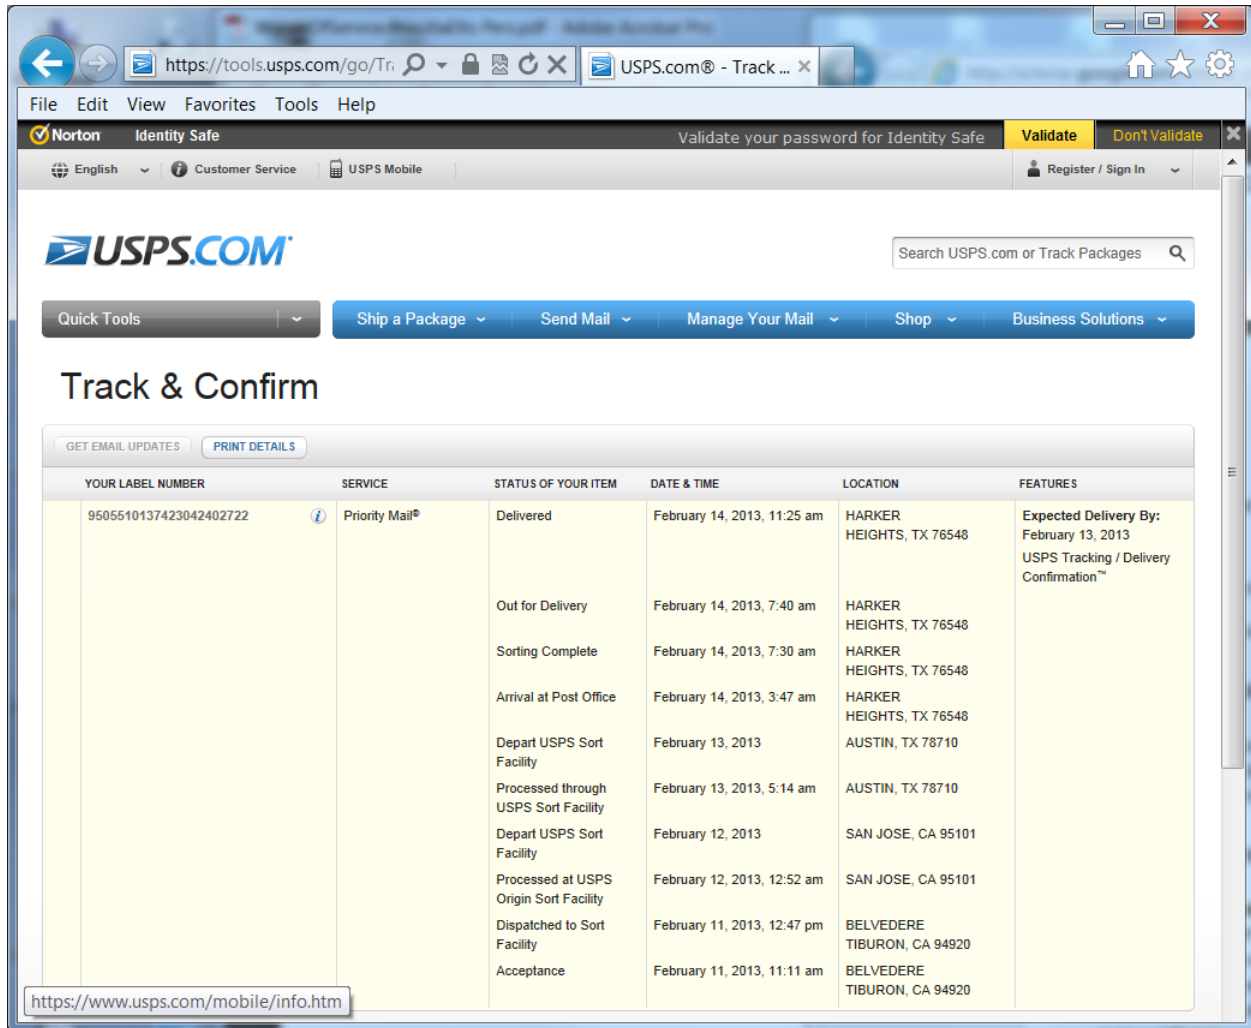 https://tools.usps.com/go/Tr
USPS.com® - Track ...
File Edit View Favorites Tools Help
Norton Identity Safe Validate your password for Identity Safe Validate Don't Validate
English Customer Service USPS Mobile Register / Sign In
USPS.COM
Search USPS.com or Track Packages
Quick Tools Ship a Package Send Mail Manage Your Mail Shop Business Solutions
Track & Confirm
GET EMAIL UPDATES PRINT DETAILS
YOUR LABEL NUMBER SERVICE STATUS OF YOUR ITEM DATE & TIME LOCATION FEATURES
9505510137423042402722 Priority Mail® Delivered February 14, 2013, 11:25 am HARKER Expected Delivery By:
HEIGHTS, TX 76548 February 13, 2013
USPS Tracking / Delivery
Confirmation™
Out for Delivery February 14, 2013, 7:40 am HARKER
HEIGHTS, TX 76548
Sorting Complete February 14, 2013, 7:30 am HARKER
HEIGHTS, TX 76548
Arrival at Post Office February 14, 2013, 3:47 am HARKER
HEIGHTS, TX 76548
Depart USPS Sort February 13, 2013 AUSTIN, TX 78710
Facility
Processed through February 13, 2013, 5:14 am AUSTIN, TX 78710
USPS Sort Facility
Depart USPS Sort February 12, 2013 SAN JOSE, CA 95101
Facility
Processed at USPS February 12, 2013, 12:52 am SAN JOSE, CA 95101
Origin Sort Facility
Dispatched to Sort February 11, 2013, 12:47 pm BELVEDERE
Facility TIBURON, CA 94920
Acceptance February 11, 2013, 11:11 am BELVEDERE
TIBURON, CA 94920
https://www.usps.com/mobile/info.htm